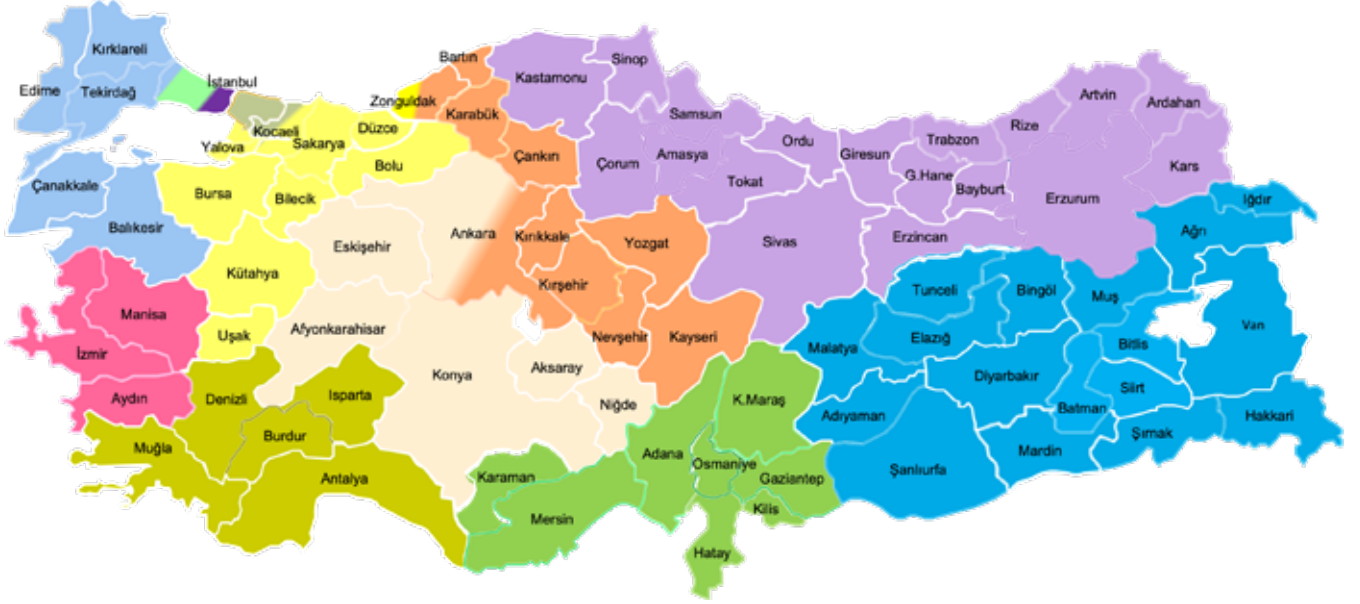 Kırklareli
Edirne
Tekirdağ
İstanbul
Bartın
Zonguldak
Karabük
Kastamonu
Sinop
Samsun
Artvin
Ardahan
Rize
Trabzon
Ordu
Giresun
Kocaeli
Yalova
Sakarya
Düzce
Bolu
Çankırı
Çorum
Amasya
Tokat
G.Hane
Bayburt
Kars
Erzurum
Çanakkale
Bursa
Bilecik
Balıkesir
Eskişehir
Ankara
Kırıkkale
Yozgat
Sivas
Erzincan
Iğdır
Ağrı
Kütahya
Kırşehir
Tunceli
Bingöl
Muş
Manisa
Uşak
Afyonkarahisar
Nevşehir
Kayseri
Malatya
Elazığ
Bitlis
Van
İzmir
Aydın
Denizli
Isparta
Konya
Aksaray
Niğde
K.Maraş
Adıyaman
Diyarbakır
Batman
Siirt
Şırnak
Hakkari
Muğla
Burdur
Antalya
Karaman
Mersin
Adana
Osmaniye
Gaziantep
Kilis
Hatay
Şanlıurfa
Mardin